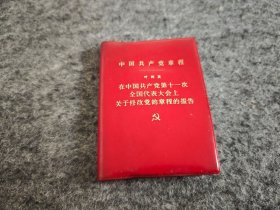 中国共产党章程
叶剑英
在中国共产党第十一次
全国代表大会上
关于修改党的章程的报告